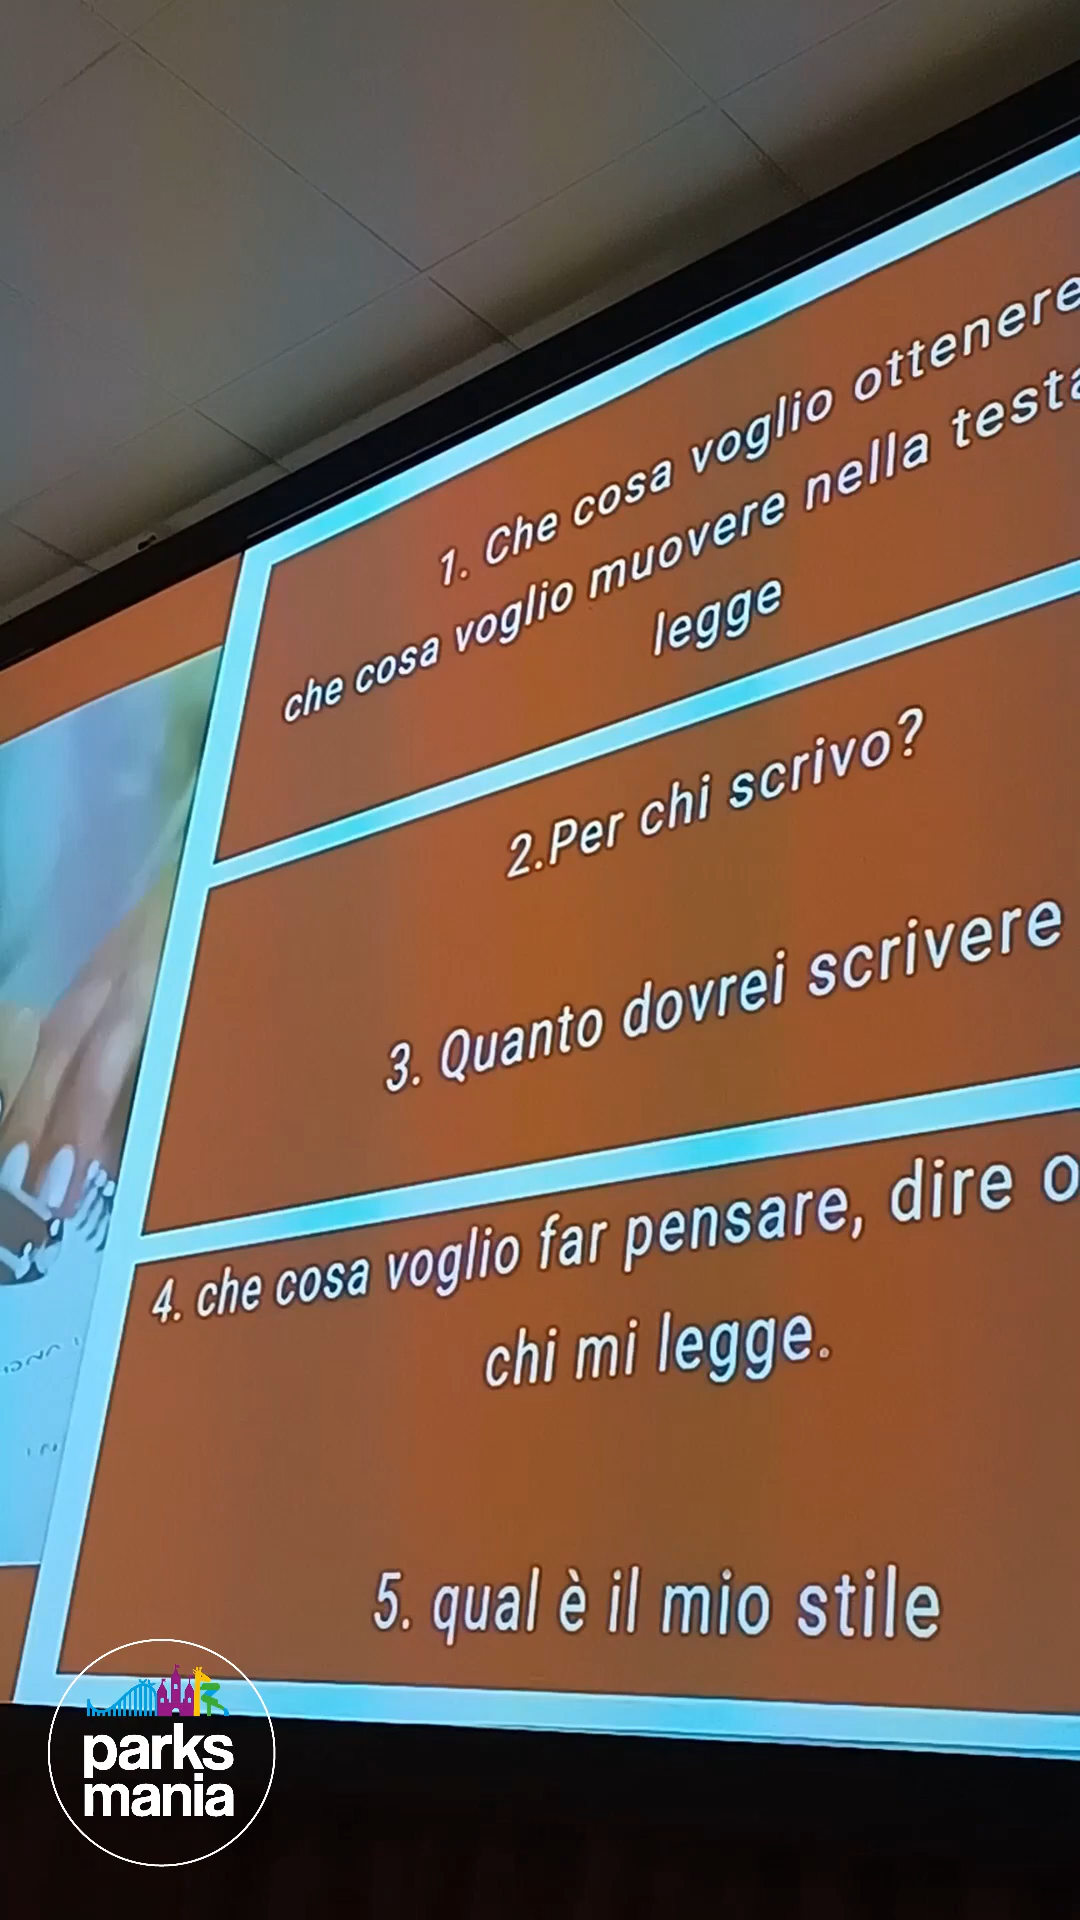 1. Che cosa voglio ottenere
che cosa voglio muovere nella testa
legge
2.Per chi scrivo?
3. Quanto dovrei scrivere
4. che cosa voglio far pensare, dire o
chi mi legge.
5. qual è il mio stile
parks
mania